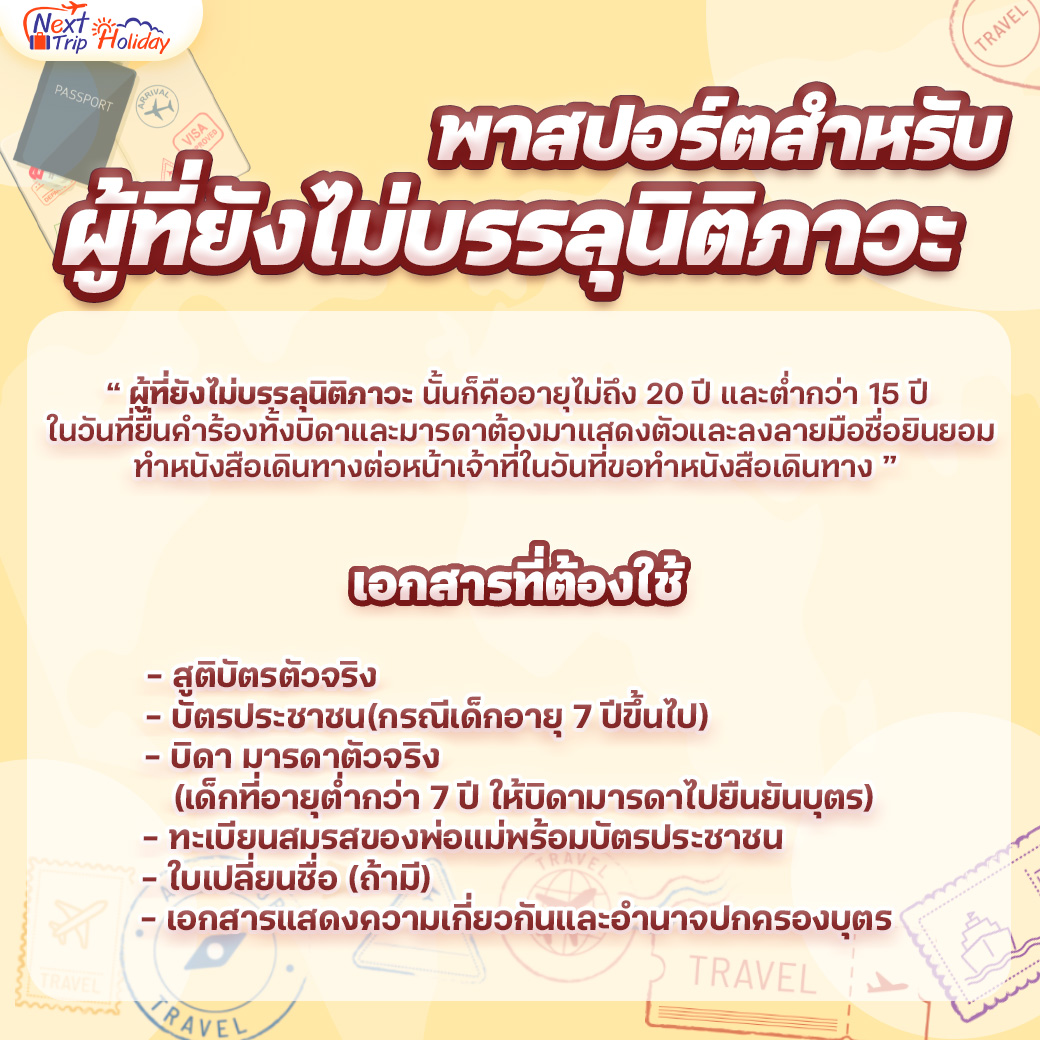 Next
Trip Holiday
PASSPORT
ARRIVAL
VISA
TRAVEL
พาสปอร์ตสำหรับ
ผู้ที่ยังไม่บรรลุนิติภาวะ
“ ผู้ที่ยังไม่บรรลุนิติภาวะ นั้นก็คืออายุไม่ถึง 20 ปี และต่ำกว่า 15 ปี
ในวันที่ยื่นคำร้องทั้งบิดาและมารดาต้องมาแสดงตัวและลงลายมือชื่อยินยอม
ทำหนังสือเดินทางต่อหน้าเจ้าที่ในวันที่ขอทำหนังสือเดินทาง ”
เอกสารที่ต้องใช้
- สูติบัตรตัวจริง
- บัตรประชาชน(กรณีเด็กอายุ 7 ปีขึ้นไป)
- บิดา มารดาตัวจริง
(เด็กที่อายุต่ำกว่า 7 ปี ให้บิดามารดาไปยืนยันบุตร)
- ทะเบียนสมรสของพ่อแม่พร้อมบัตรประชาชน
- ใบเปลี่ยนชื่อ (ถ้ามี)
- เอกสารแสดงความเกี่ยวกันและอำนาจปกครองบุตร
TRAVEL
TRAVEL
TRAVEL
TRAVEL